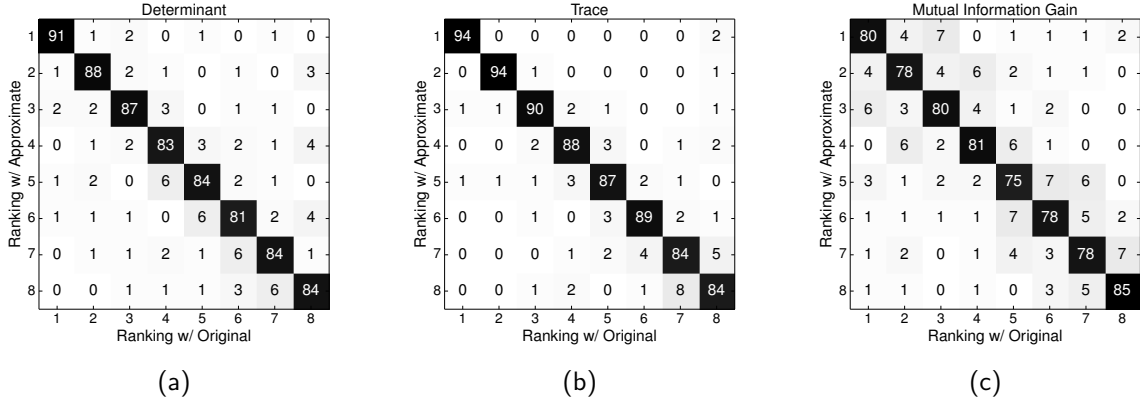 Determinant
Ranking w/ Approximate
1 91 1 2 0 1 0 1 0
2 1 88 2 1 0 1 0 3
3 2 2 87 3 0 1 1 0
4 0 1 2 83 3 2 1 4
5 1 2 0 6 84 2 1 0
6 1 1 1 0 6 81 2 4
7 0 1 1 2 1 6 84 1
8 0 0 1 1 1 3 6 84
1 2 3 4 5 6 7 8
Ranking w/ Original
(a)
Trace
Ranking w/ Approximate
1 94 0 0 0 0 0 0 2
2 0 94 1 0 0 0 0 1
3 1 1 90 2 1 0 0 0
4 0 0 2 88 3 0 1 2
5 1 1 1 3 87 2 1 0
6 0 0 1 0 3 89 2 1
7 0 0 0 1 2 4 84 5
8 0 0 1 2 0 1 8 84
1 2 3 4 5 6 7 8
Ranking w/ Original
(b)
Mutual Information Gain
Ranking w/ Approximate
1 80 4 7 0 1 1 1 2
2 4 78 4 6 2 1 1 0
3 6 3 80 4 1 2 0 0
4 0 6 2 81 6 1 0 0
5 3 1 2 2 75 7 6 0
6 1 1 1 1 7 78 5 2
7 1 2 0 1 4 3 78 7
8 1 1 0 1 0 3 5 85
1 2 3 4 5 6 7 8
Ranking w/ Original
(c)